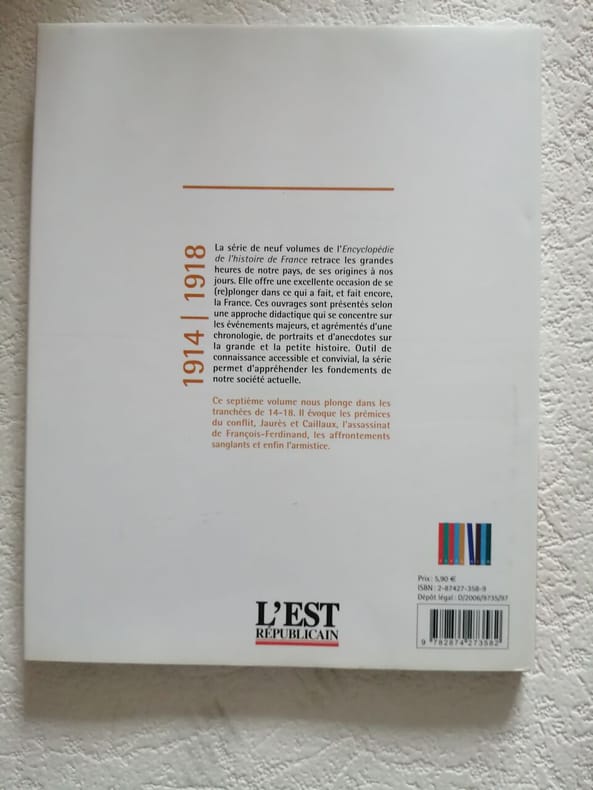 1914 | 1918
La série de neuf volumes de l'Encyclopédie
de l'histoire de France retrace les grandes
heures de notre pays, de ses origines à nos
jours. Elle offre une excellente occasion de se
(re)plonger dans ce qui a fait, et fait encore,
la France. Ces ouvrages sont présentés selon
une approche didactique qui se concentre sur
les événements majeurs, et agrémentés d'une
chronologie, de portraits et d'anecdotes sur
la grande et la petite histoire. Outil de
connaissance accessible et convivial, la série
permet d'appréhender les fondements de
notre société actuelle.
Ce septième volume nous plonge dans les
tranchées de 14-18. Il évoque les prémices
du conflit, Jaurès et Caillaux, l'assassinat
de François-Ferdinand, les affrontements
sanglants et enfin l'armistice.
Prix : 5,90 €
ISBN : 2-87427-358-9
Dépôt légal : D/2006/9735/97
9 782874 273582
L'EST
RÉPUBLICAIN